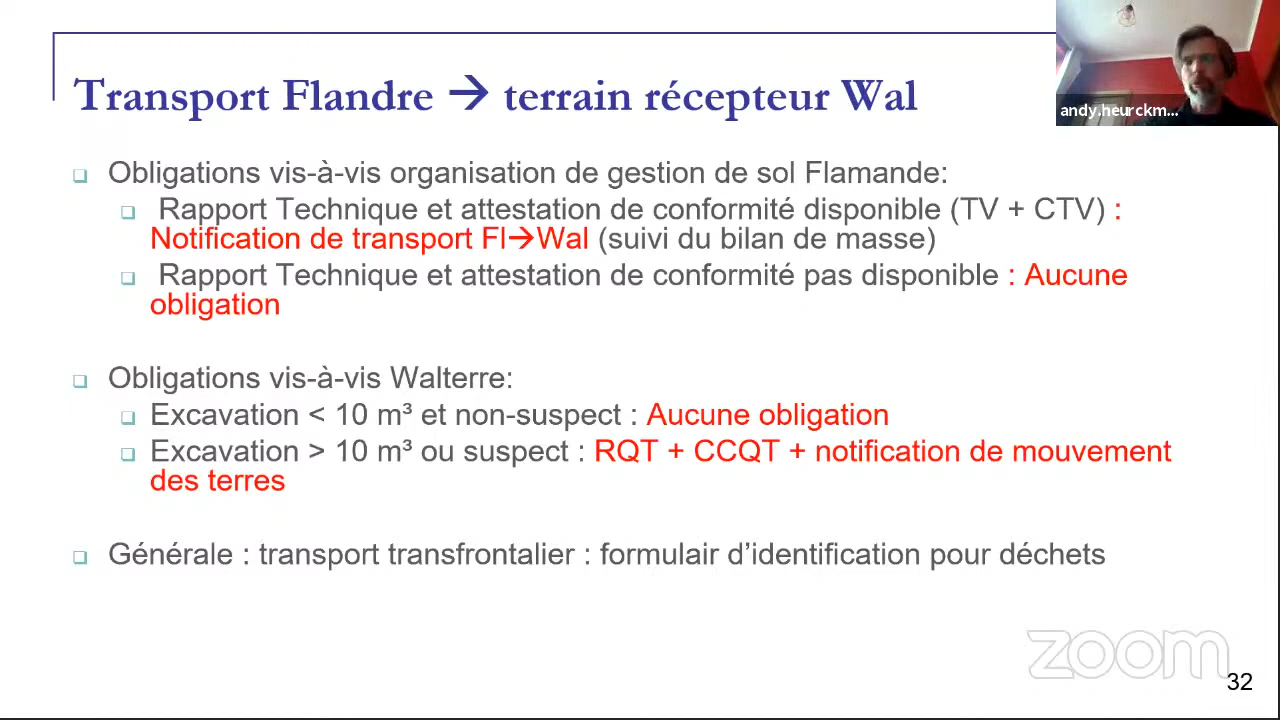 Transport Flandre → terrain récepteur Wal
andy.heurckm...
❑ Obligations vis-à-vis organisation de gestion de sol Flamande:
❑ Rapport Technique et attestation de conformité disponible (TV + CTV) :
Notification de transport Fl→Wal (suivi du bilan de masse)
❑ Rapport Technique et attestation de conformité pas disponible : Aucune
obligation
❑ Obligations vis-à-vis Walterre:
❑ Excavation < 10 m³ et non-suspect : Aucune obligation
❑ Excavation > 10 m³ ou suspect : RQT + CCQT + notification de mouvement
des terres
❑ Générale : transport transfrontalier : formulair d’identification pour déchets
zoom
32